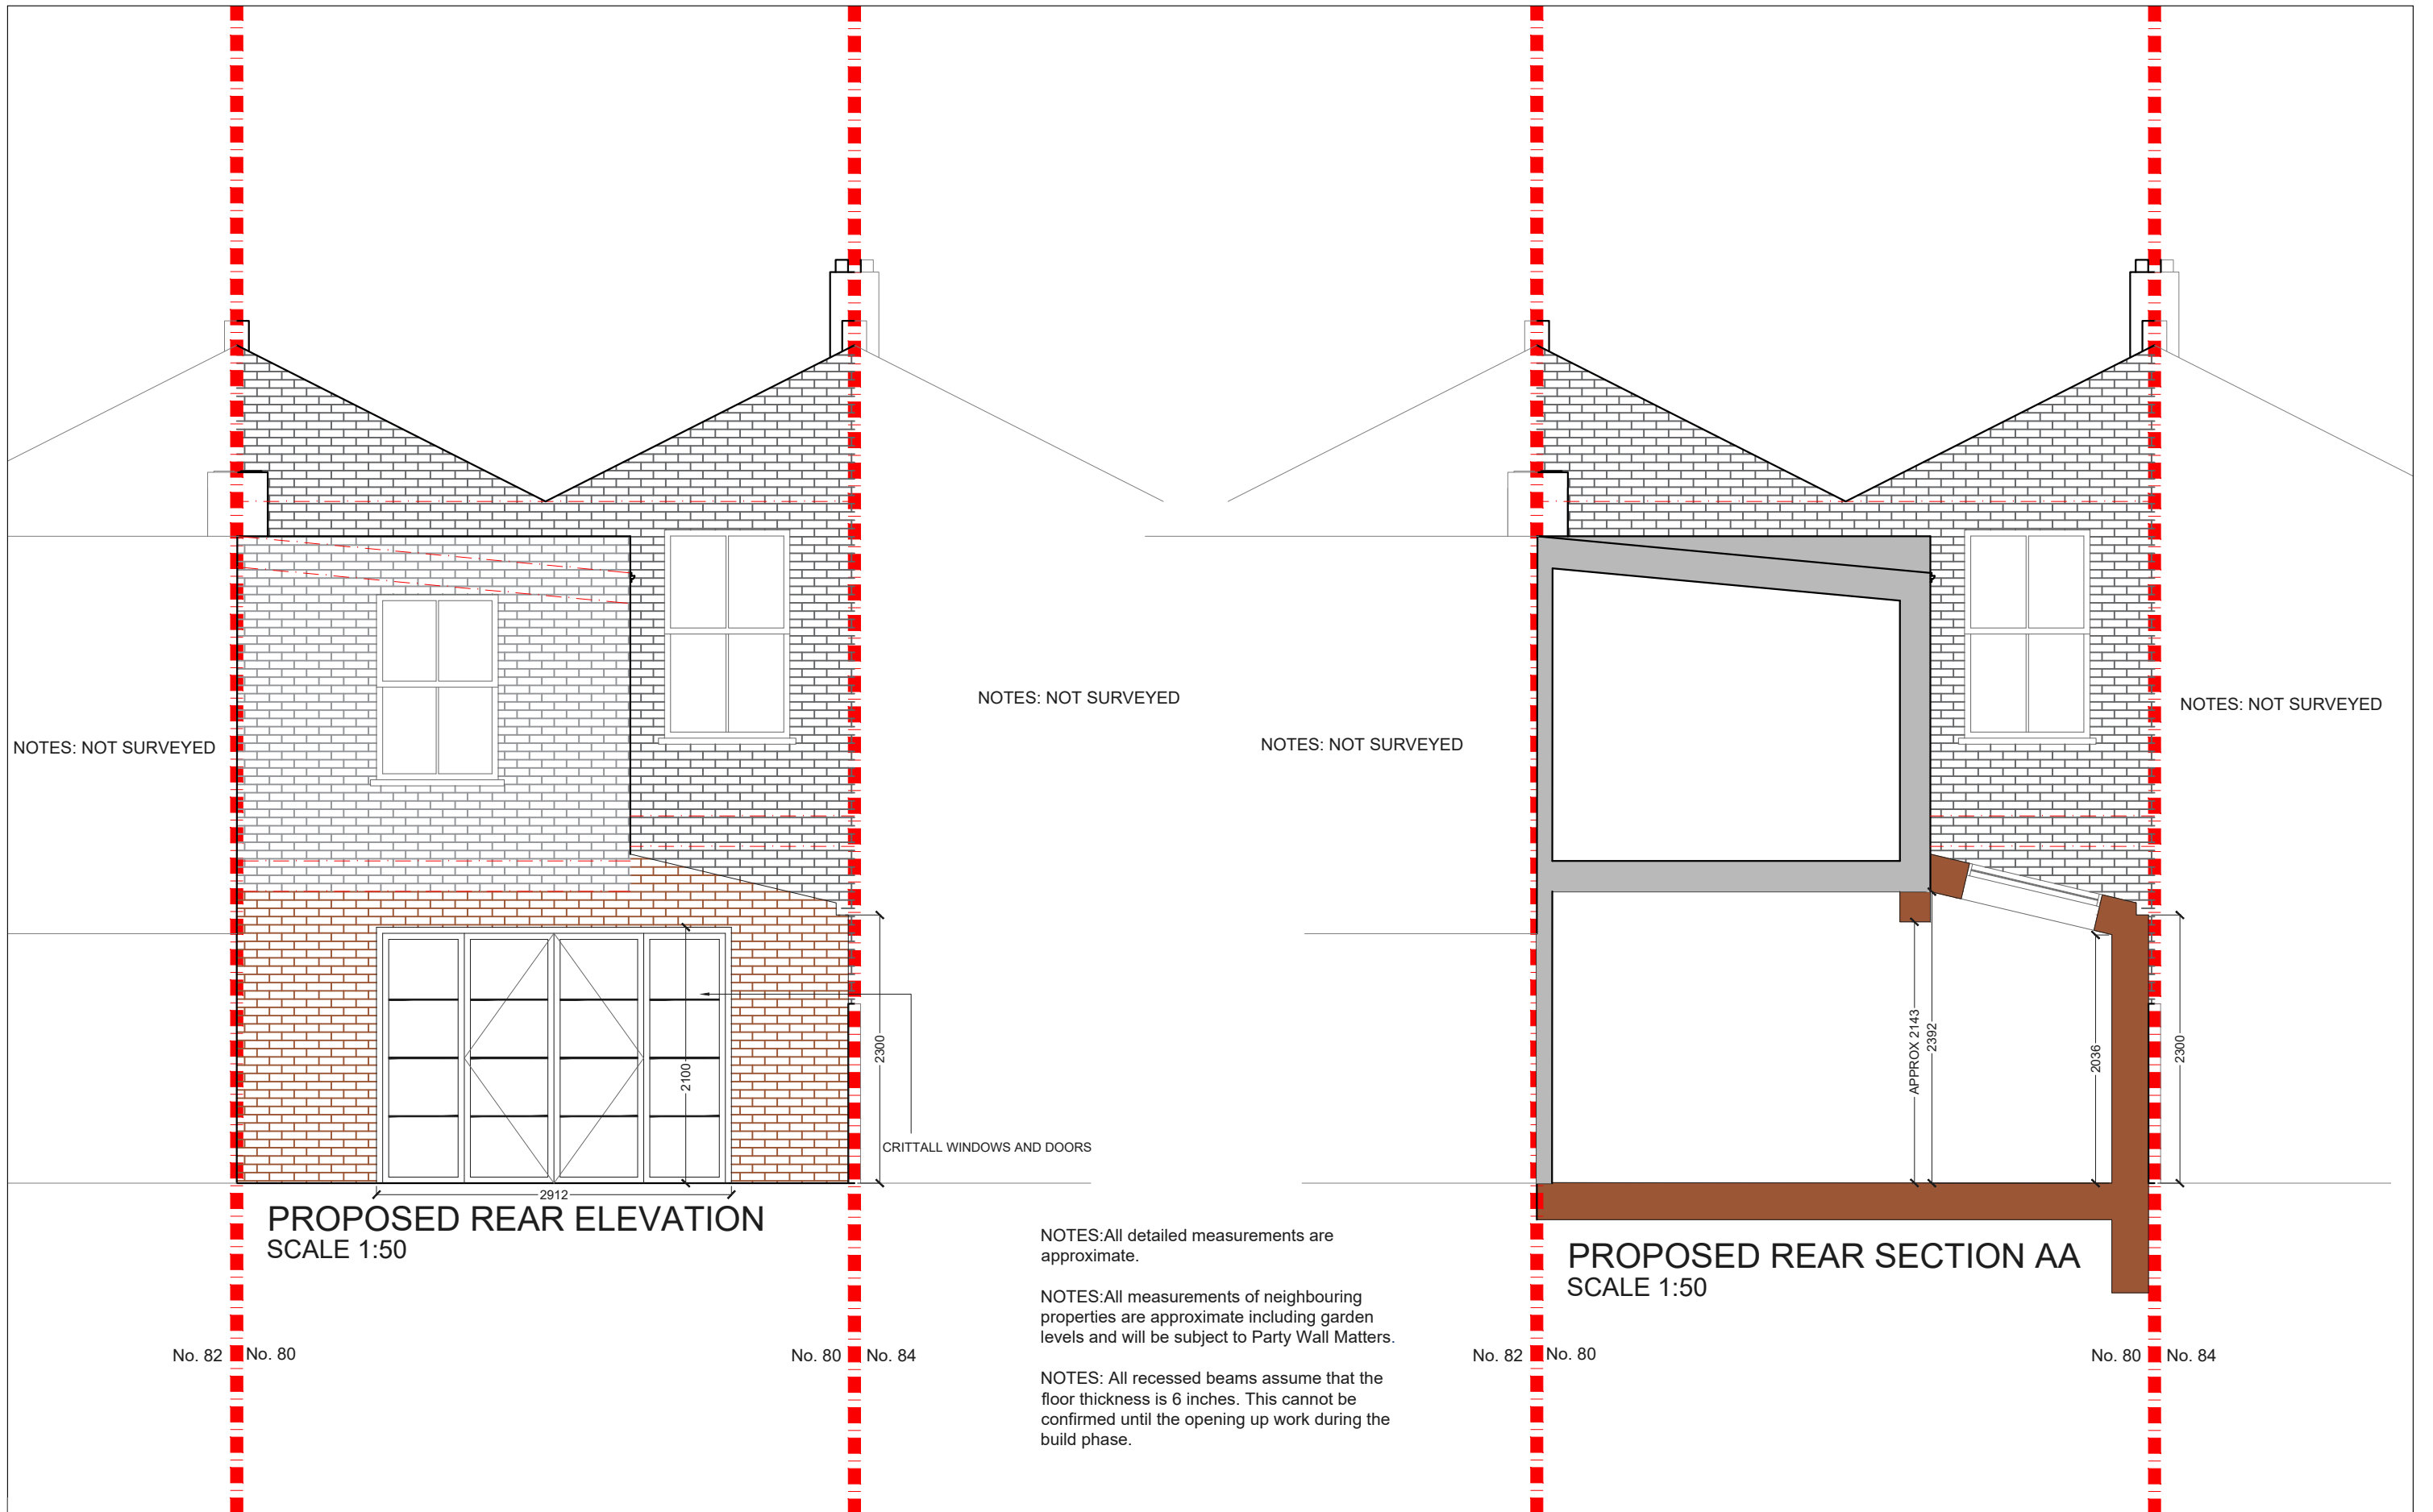 NOTES: NOT SURVEYED
NOTES: NOT SURVEYED
NOTES: NOT SURVEYED
NOTES: NOT SURVEYED
2300
2100
2912
CRITTALL WINDOWS AND DOORS
APPROX 2143
2392
2036
2300
PROPOSED REAR ELEVATION
SCALE 1:50
NOTES:All detailed measurements are
approximate.
NOTES:All measurements of neighbouring
properties are approximate including garden
levels and will be subject to Party Wall Matters.
NOTES: All recessed beams assume that the
floor thickness is 6 inches. This cannot be
confirmed until the opening up work during the
build phase.
PROPOSED REAR SECTION AA
SCALE 1:50
No. 82
No. 80
No. 80
No. 84
No. 82
No. 80
No. 80
No. 84